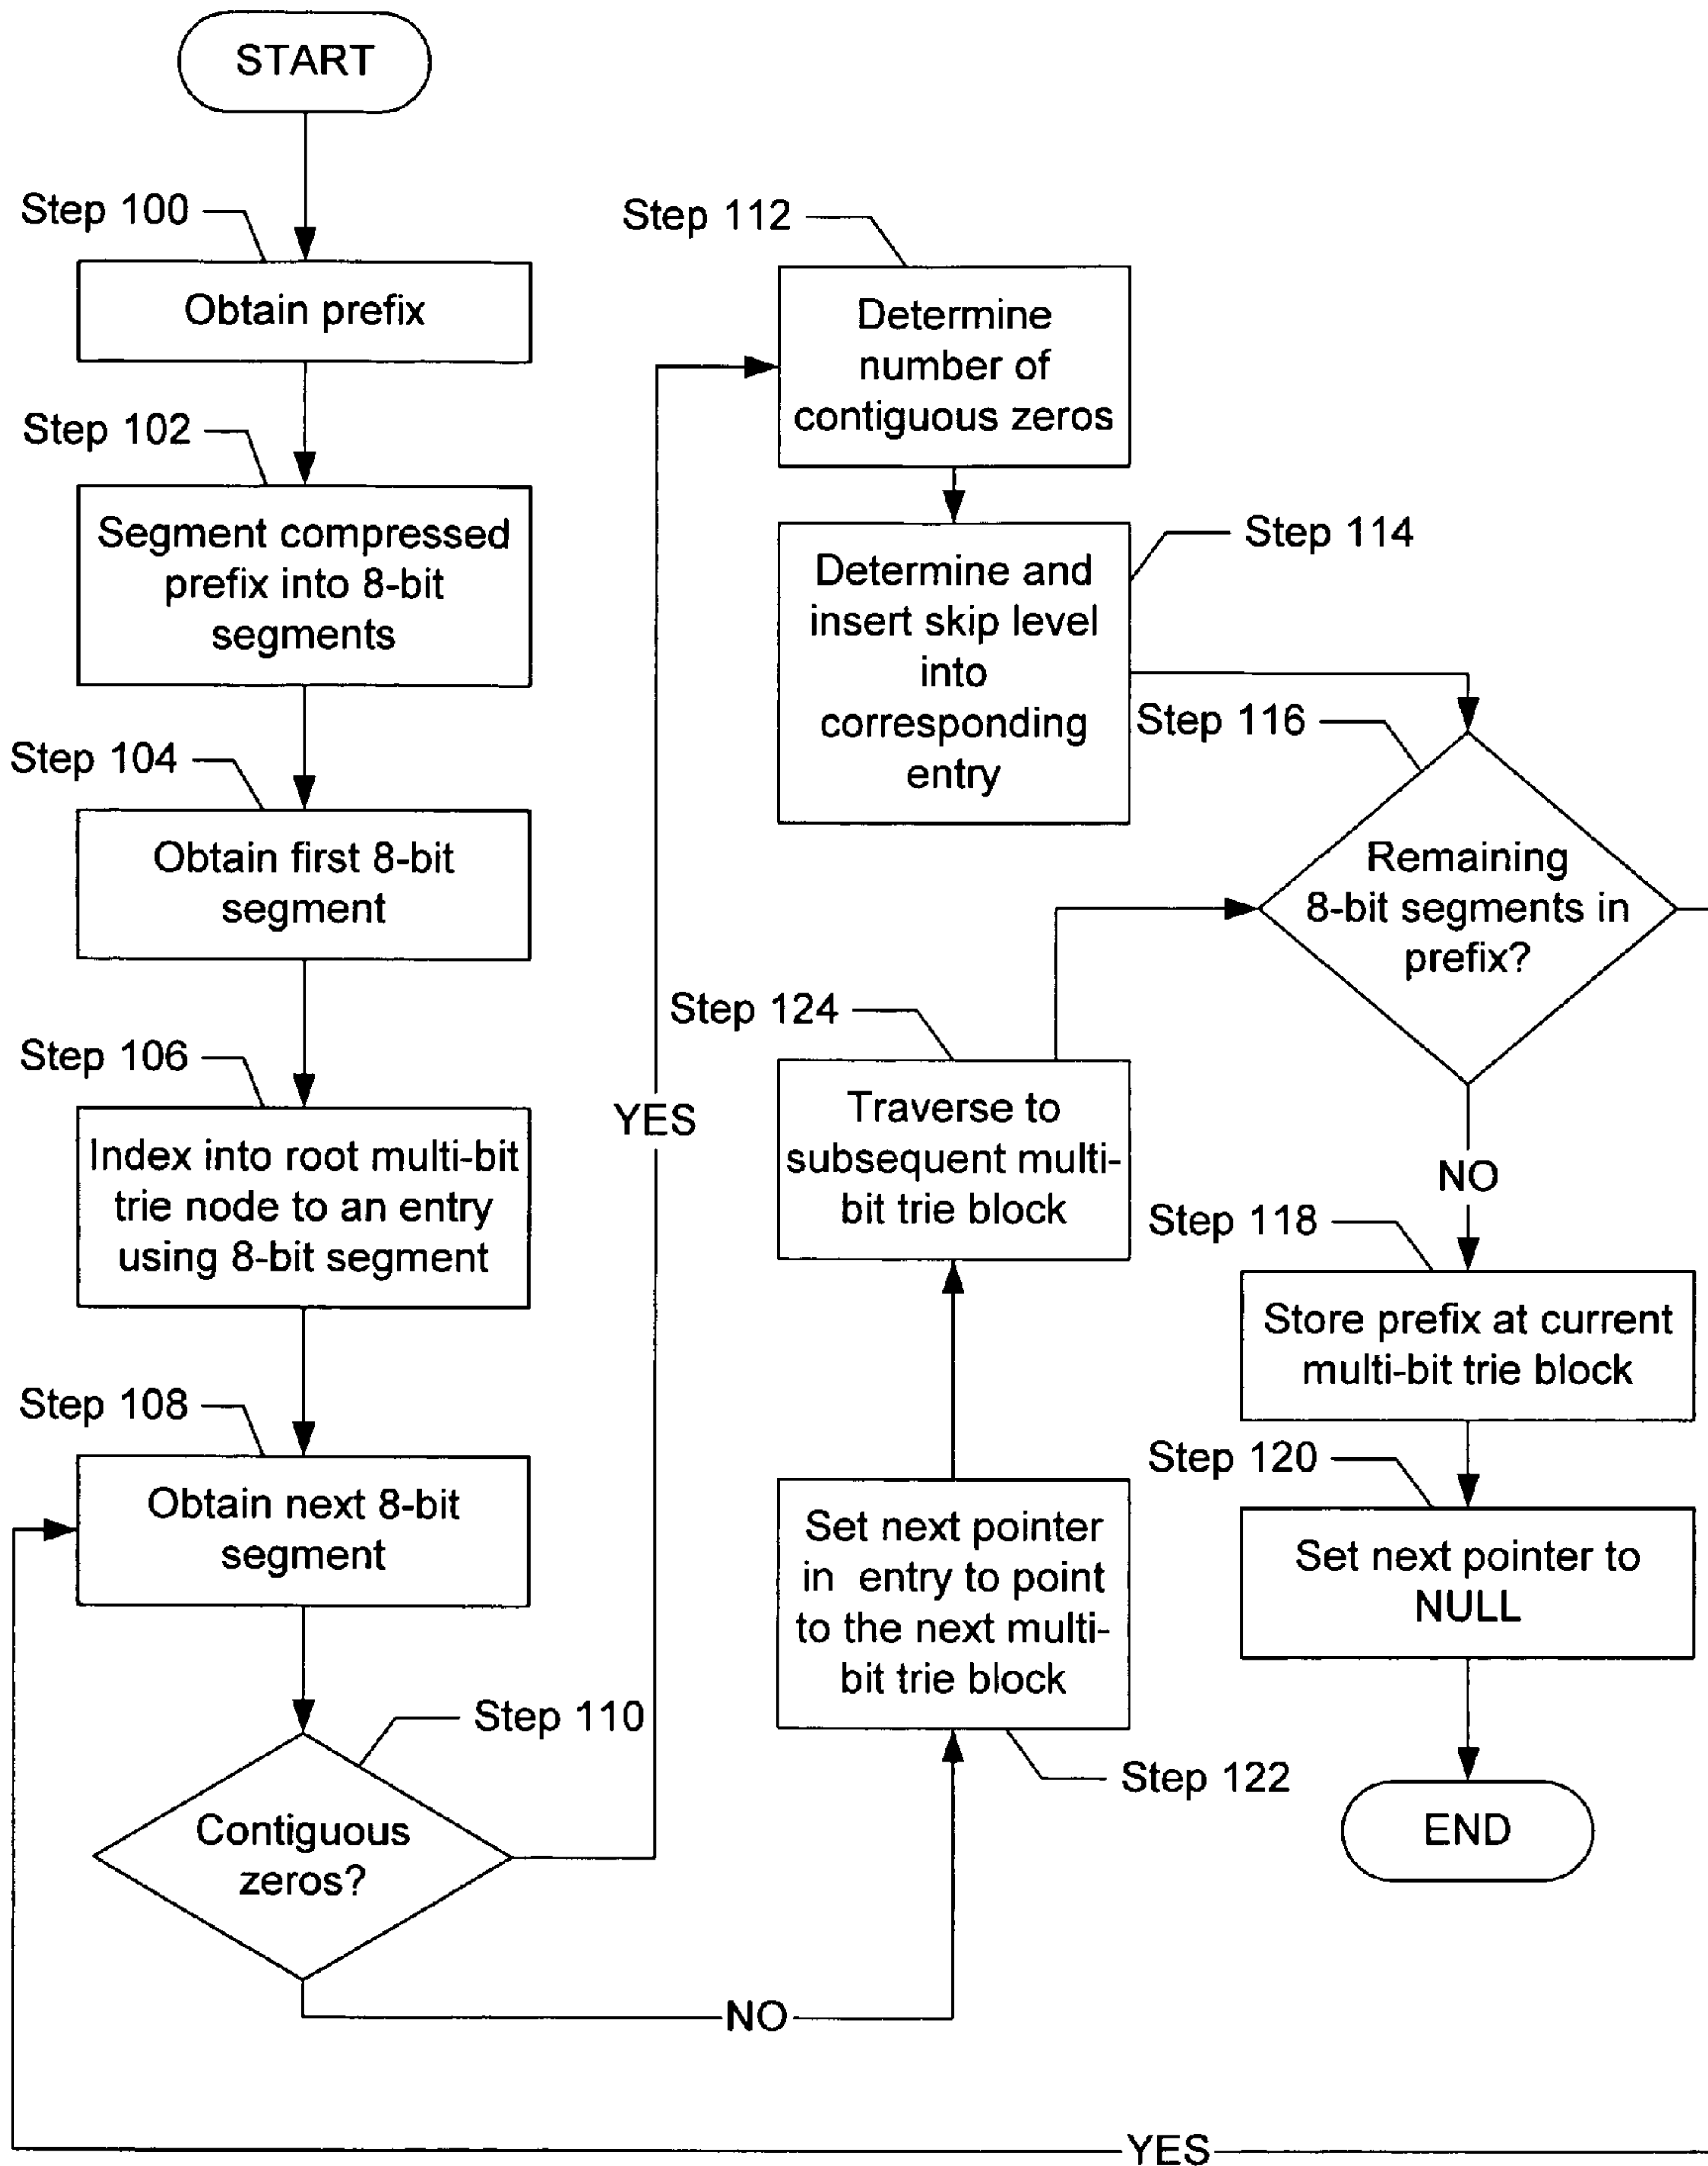 START
Step 100
Obtain prefix
Step 102
Segment compressed
prefix into 8-bit
segments
Step 104
Obtain first 8-bit
segment
Step 106
Index into root multi-bit
trie node to an entry
using 8-bit segment
Step 108
Obtain next 8-bit
segment
Step 110
Contiguous
zeros?
YES
NO
Step 112
Determine
number of
contiguous zeros
Step 114
Determine and
insert skip level
into
corresponding
entry
Step 116
Remaining
8-bit segments in
prefix?
NO
YES
Step 118
Store prefix at current
multi-bit trie block
Step 120
Set next pointer to
NULL
END
Step 124
Traverse to
subsequent multi-
bit trie block
Set next pointer
in entry to point
to the next multi-
bit trie block
Step 122